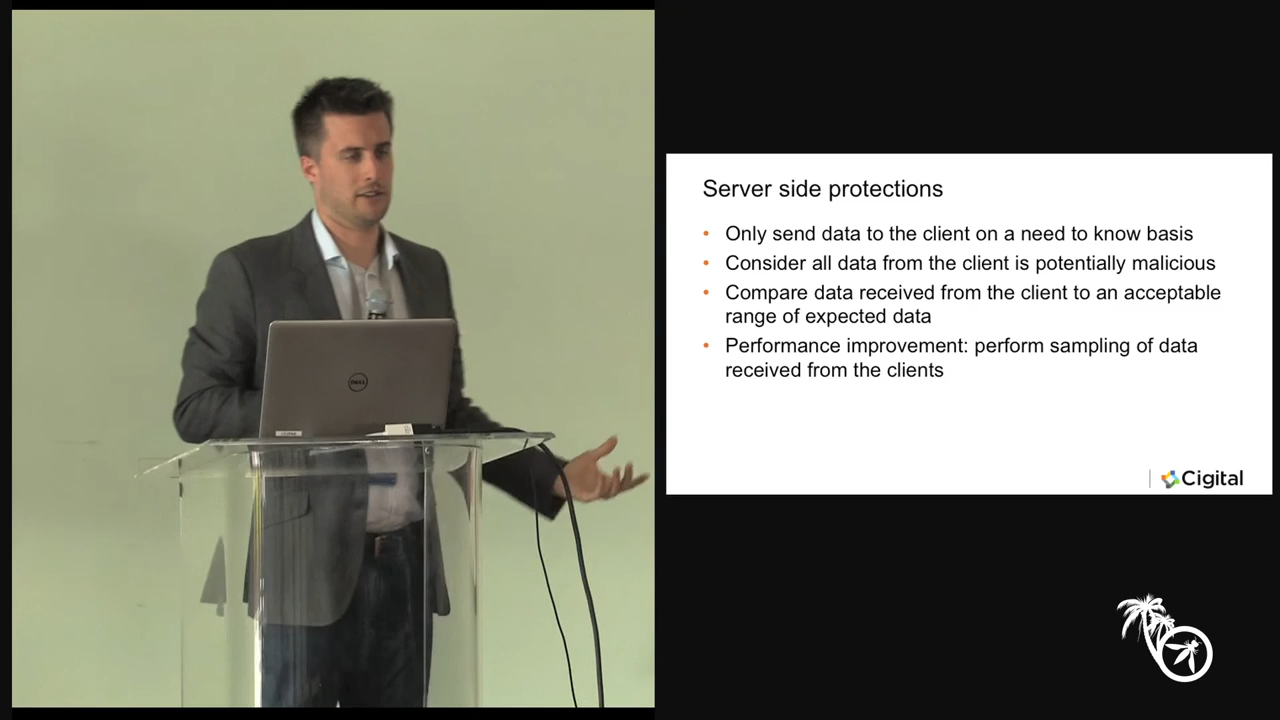 Server side protections
• Only send data to the client on a need to know basis
• Consider all data from the client is potentially malicious
• Compare data received from the client to an acceptable
range of expected data
• Performance improvement: perform sampling of data
received from the clients
Cigital
DELL